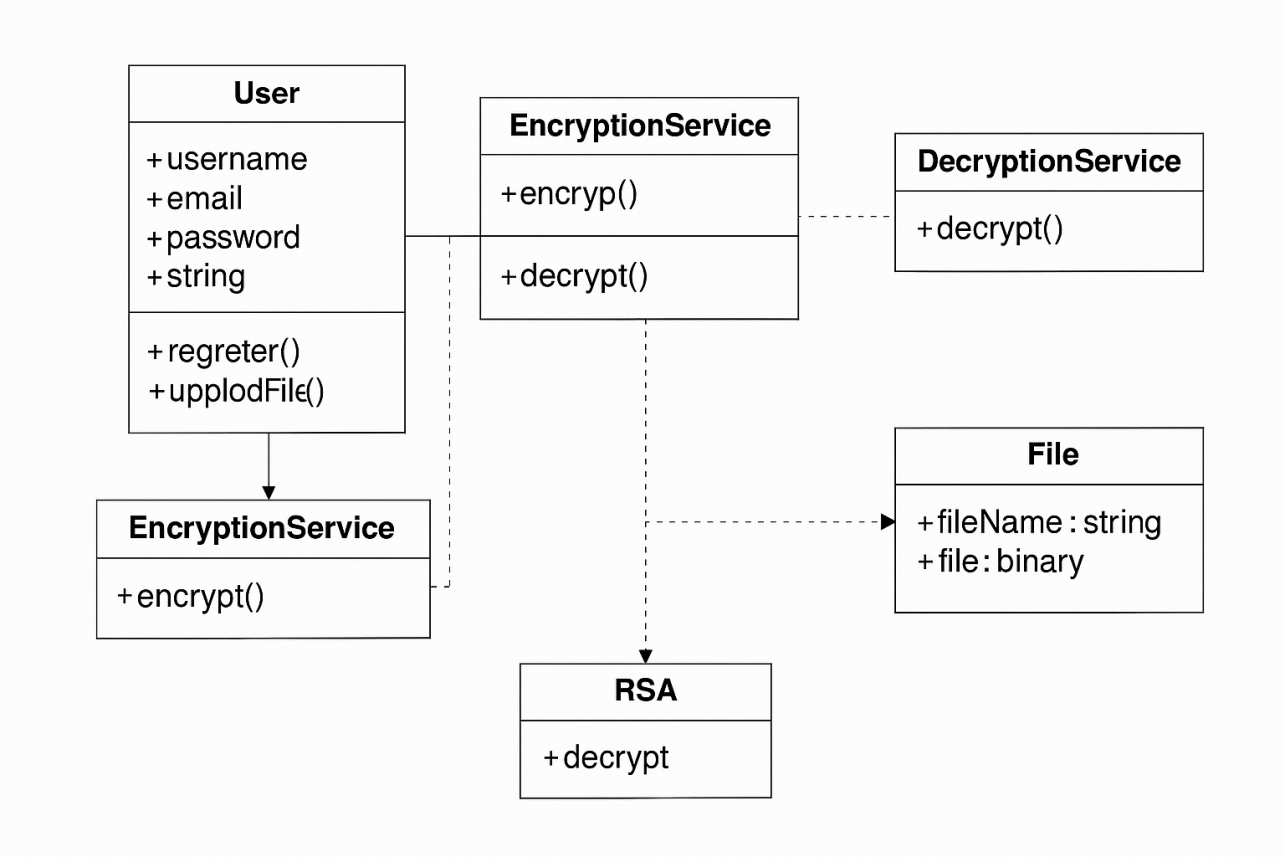 User
+username
+email
+password
+string
+regreter()
+upplodFile()
EncryptionService
+encryp()
+decrypt()
DecryptionService
+decrypt()
EncryptionService
+encrypt()
File
+fileName : string
+file : binary
RSA
+decrypt